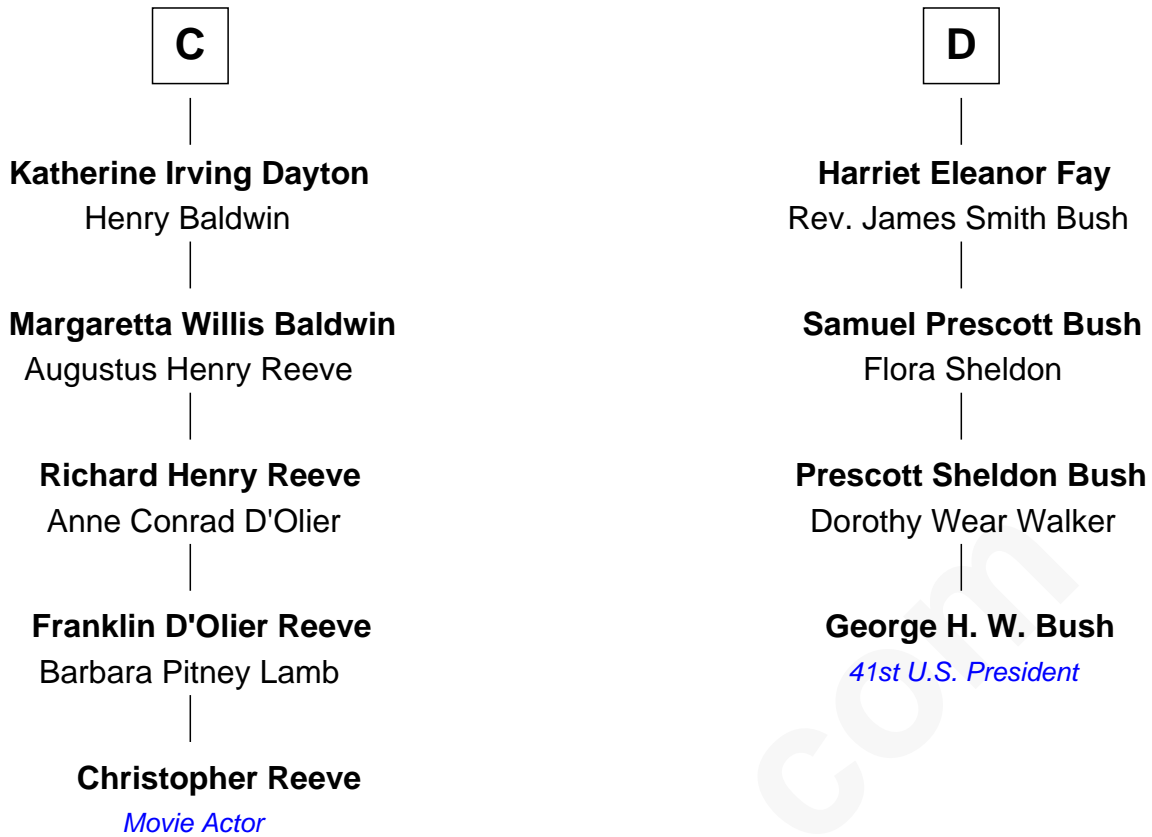 C
Katherine Irving Dayton
Henry Baldwin
Margaretta Willis Baldwin
Augustus Henry Reeve
Richard Henry Reeve
Anne Conrad D'Olier
Franklin D'Olier Reeve
Barbara Pitney Lamb
Christopher Reeve
Movie Actor
D
Harriet Eleanor Fay
Rev. James Smith Bush
Samuel Prescott Bush
Flora Sheldon
Prescott Sheldon Bush
Dorothy Wear Walker
George H. W. Bush
41st U.S. President
com